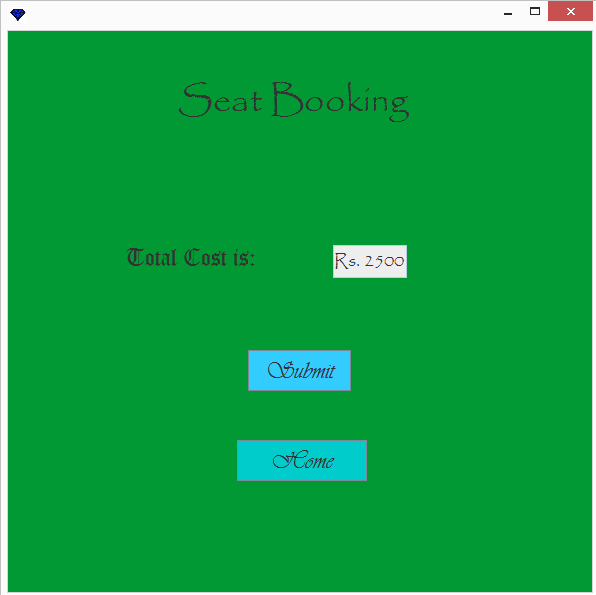 Seat Booking
Total Cost is: Rs. 2500
Submit
Home